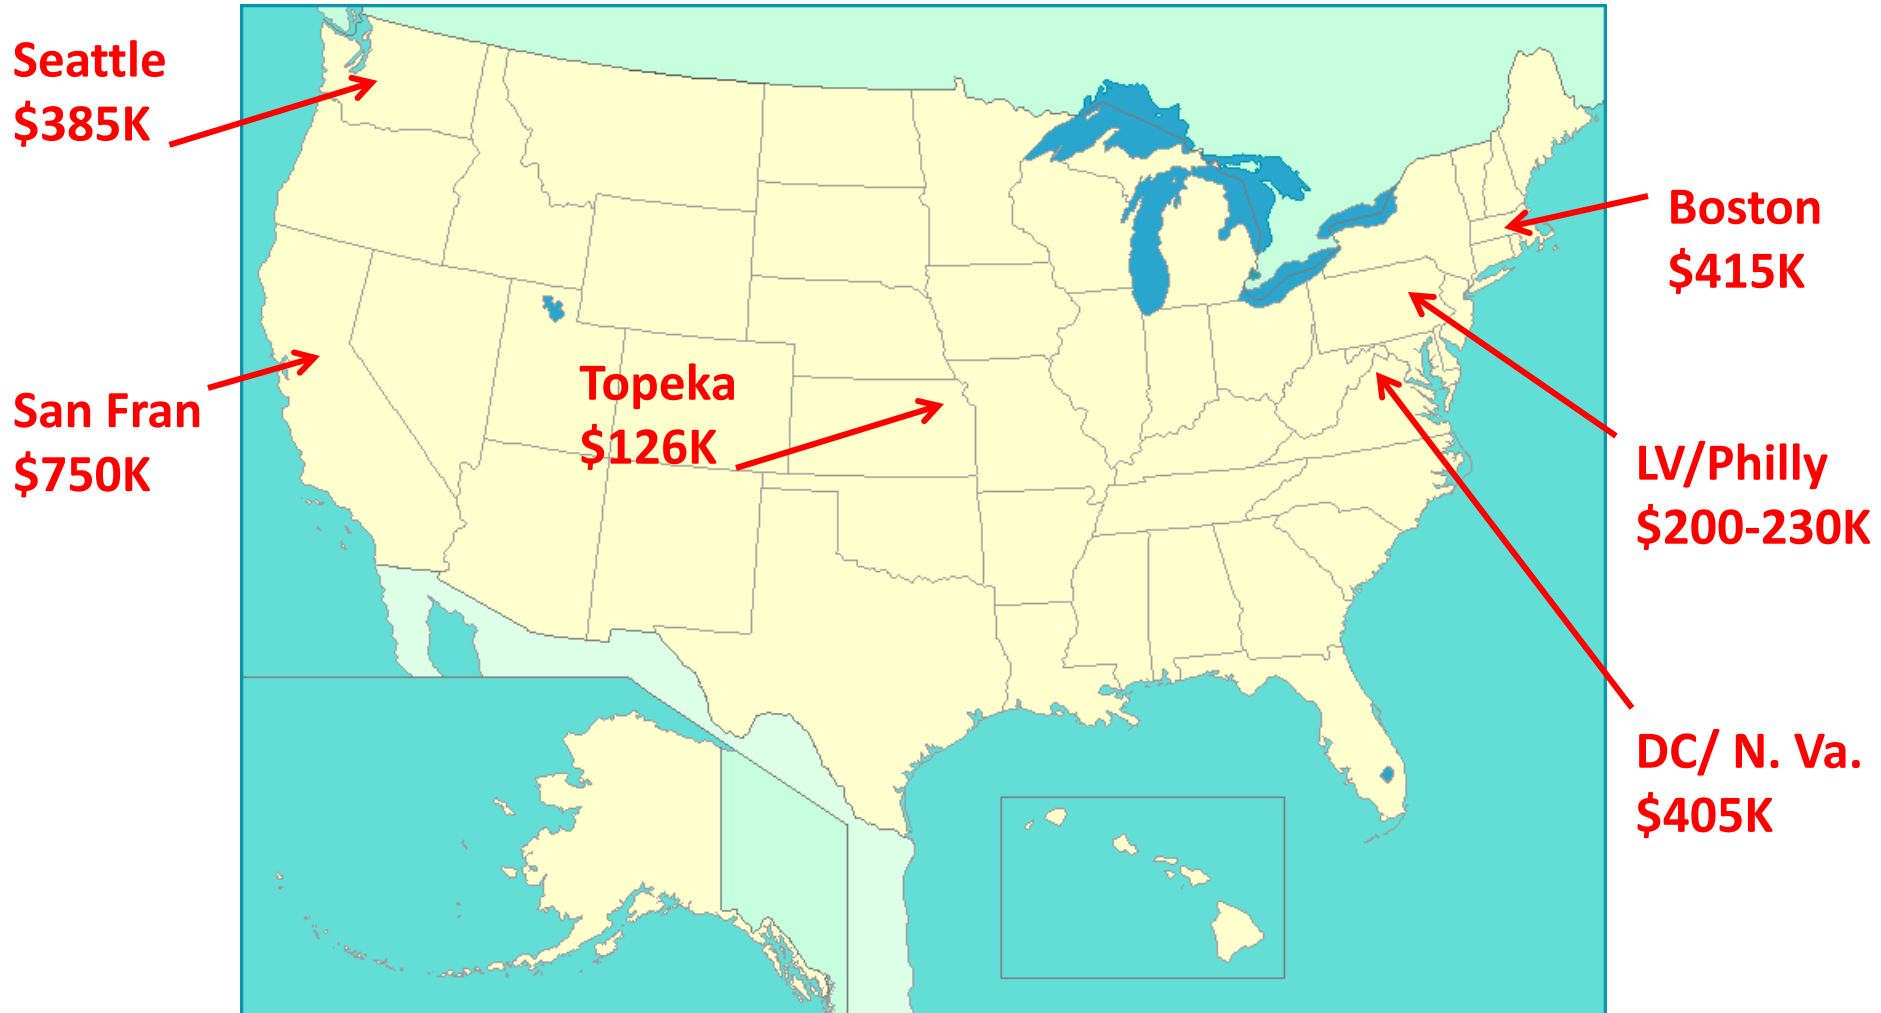 Seattle
$385K
San Fran
$750K
Topeka
$126K
Boston
$415K
LV/Philly
$200-230K
DC/ N. Va.
$405K